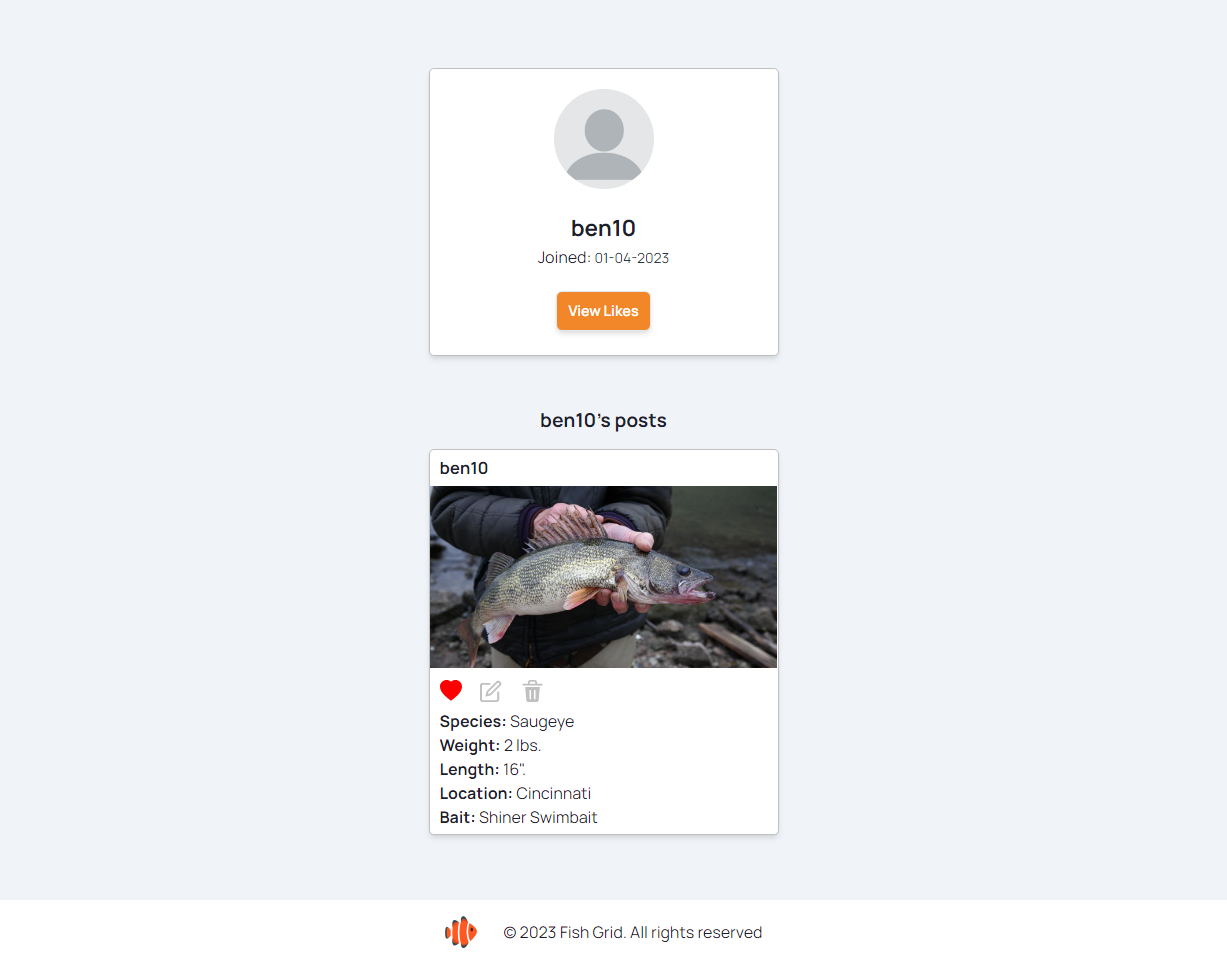 ben10
Joined: 01-04-2023
View Likes
ben10's posts
ben10
Species: Saugeye
Weight: 2 lbs.
Length: 16".
Location: Cincinnati
Bait: Shiner Swimbait
© 2023 Fish Grid. All rights reserved